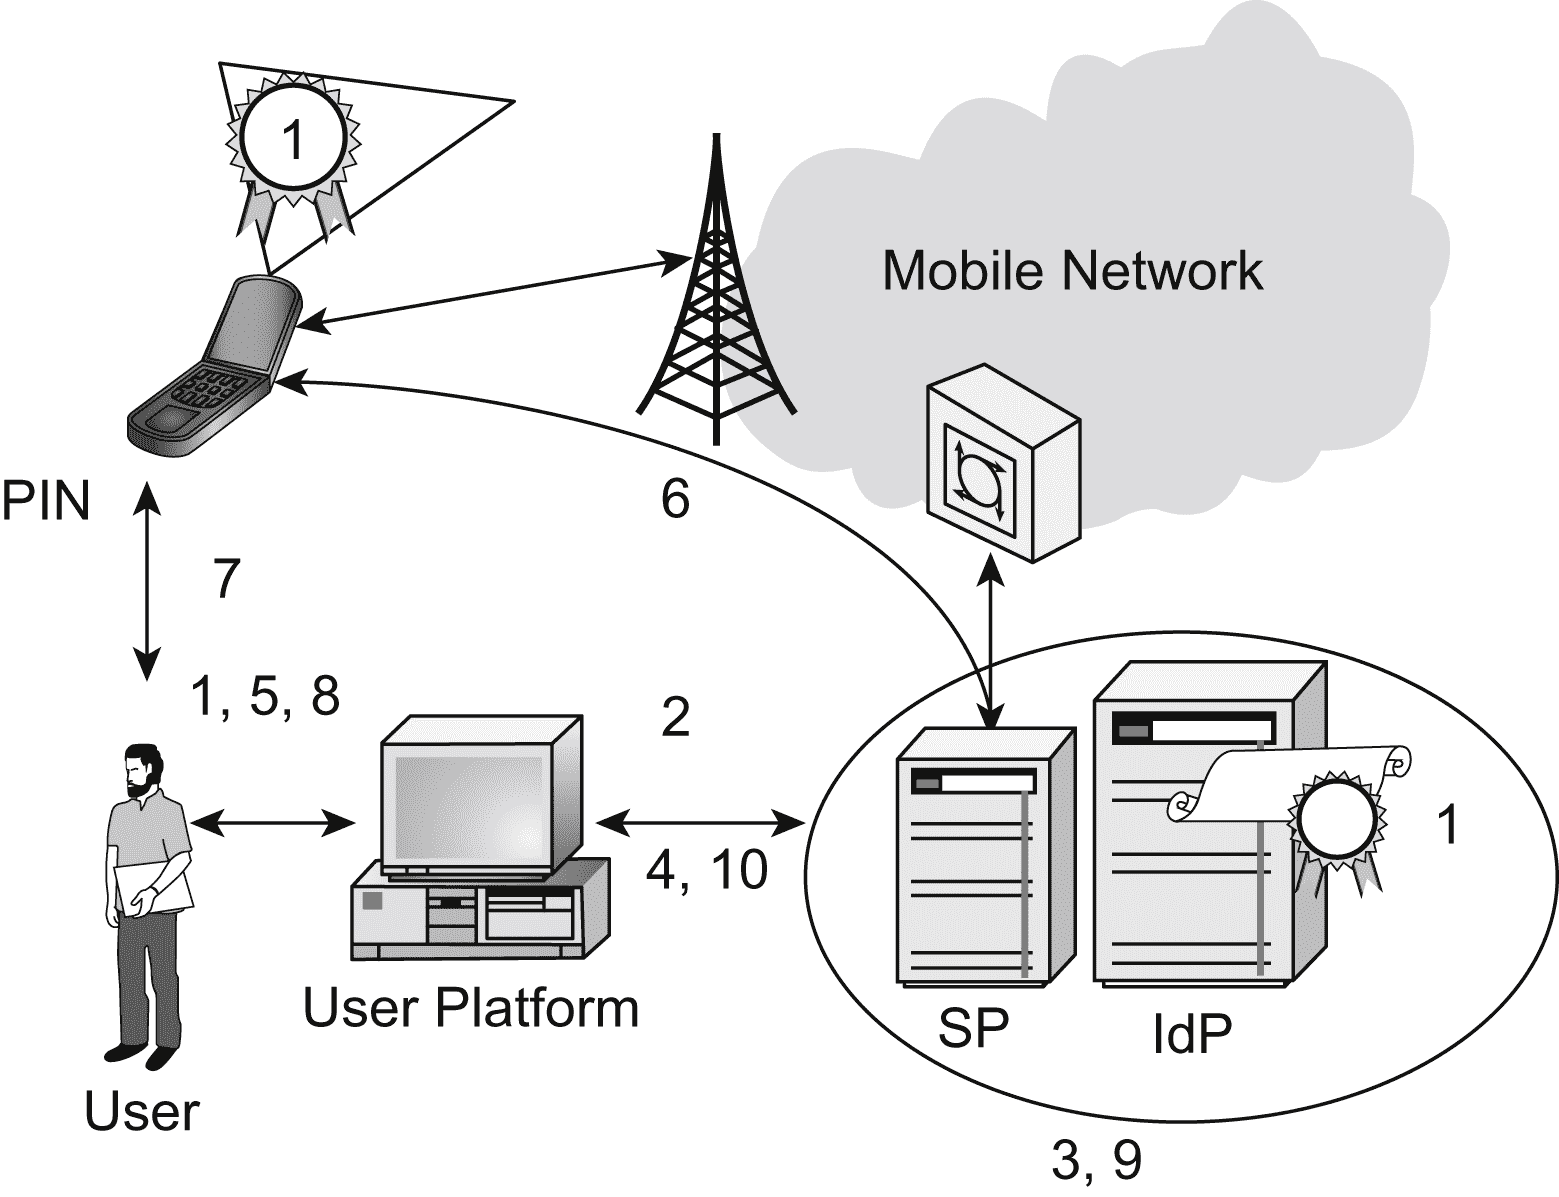 1
Mobile Network
PIN
6
7
1, 5, 8
2
4, 10
1
User Platform
SP
IdP
User
3, 9